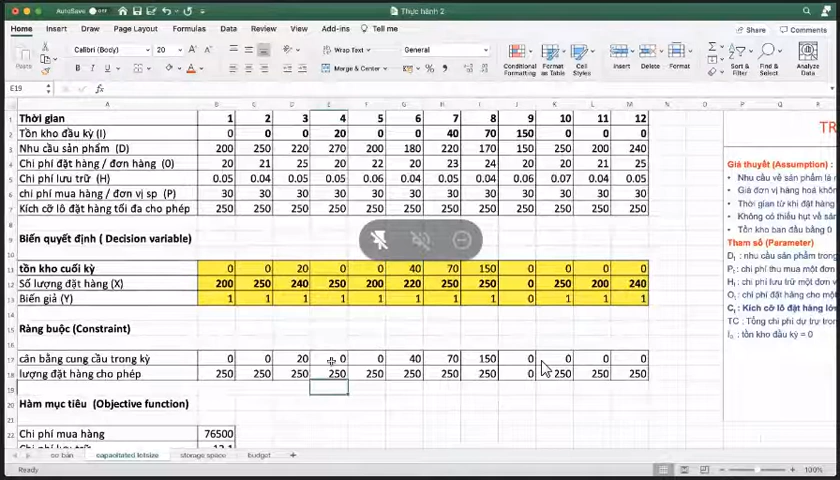 AutoSave OFF Thực hành 2
Home Insert Draw Page Layout Formulas Data Review View Add-ins Tell me Share Comments
Calibri (Body) 20 Wrap Text General
Paste B I U Merge & Center Conditional Formatting Format as Table Cell Styles Insert Delete Format Sort & Filter Find & Select Analyze Data
E19 fx
A B C D E F G H I J K L M N O P Q R S
1 Thời gian 1 2 3 4 5 6 7 8 9 10 11 12
2 Tồn kho đầu kỳ (I) 0 0 0 20 0 0 40 70 150 0 0 0
3 Nhu cầu sản phẩm (D) 200 250 220 270 200 180 220 170 150 250 200 240
4 Chi phí đặt hàng / đơn hàng (0) 20 21 25 20 22 20 23 24 20 20 21 25
5 Chi phí lưu trữ (H) 0.05 0.04 0.05 0.05 0.06 0.04 0.05 0.04 0.06 0.07 0.04 0.05
6 chi phí mua hàng / đơn vị sp (P) 30 30 30 30 30 30 30 30 30 30 30 30
7 Kích cỡ lô đặt hàng tối đa cho phép 250 250 250 250 250 250 250 250 250 250 250 250
8
9 Biến quyết định ( Decision variable)
10
11 tồn kho cuối kỳ 0 0 20 0 0 40 70 150 0 0 0 0
12 Số lượng đặt hàng (X) 200 250 240 250 200 220 250 250 0 250 200 240
13 Biến giả (Y) 1 1 1 1 1 1 1 1 0 1 1 1
14
15 Ràng buộc (Constraint)
16
17 cân bằng cung cầu trong kỳ 0 0 20 0 0 40 70 150 0 0 0 0
18 lượng đặt hàng cho phép 250 250 250 250 250 250 250 250 0 250 250 250
19
20 Hàm mục tiêu (Objective function)
21
22 Chi phí mua hàng 76500
TR
Giả thuyết (Assumption) :
• Nhu cầu về sản phẩm là
• Giá đơn vị hàng hoá không
• Thời gian từ khi đặt hàng
• Không có thiếu hụt về
• Tồn kho ban đầu bằng 0
Tham số (Parameter)
: nhu cầu sản phẩm trong
: chi phí thu mua một đơn
: chi phí lưu trữ một đơn
: chi phí đặt hàng cho một
: Kích cỡ lô đặt hàng lớn
TC : Tổng chi phí dự trự trong
: tồn kho = 0
cơ bản capacitated lotsize storage space budget +
Ready 100%